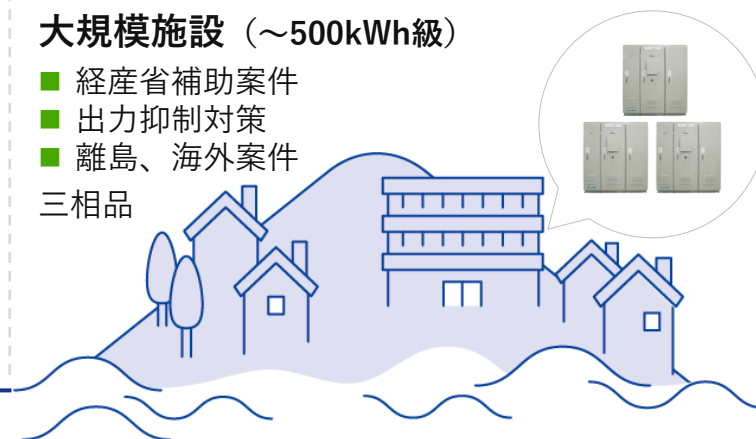 大規模施設（～500kWh級）
■ 経産省補助案件
■ 出力抑制対策
■ 離島、海外案件
三相品